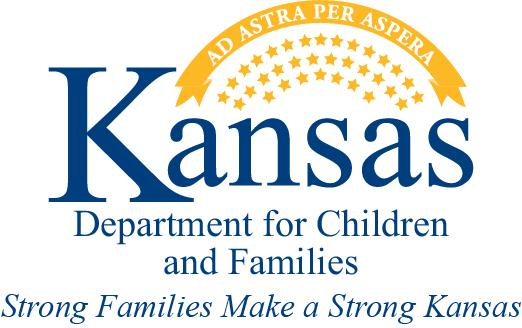 AD ASTRA PER ASPERA
Kansas
Department for Children
and Families
Strong Families Make a Strong Kansas